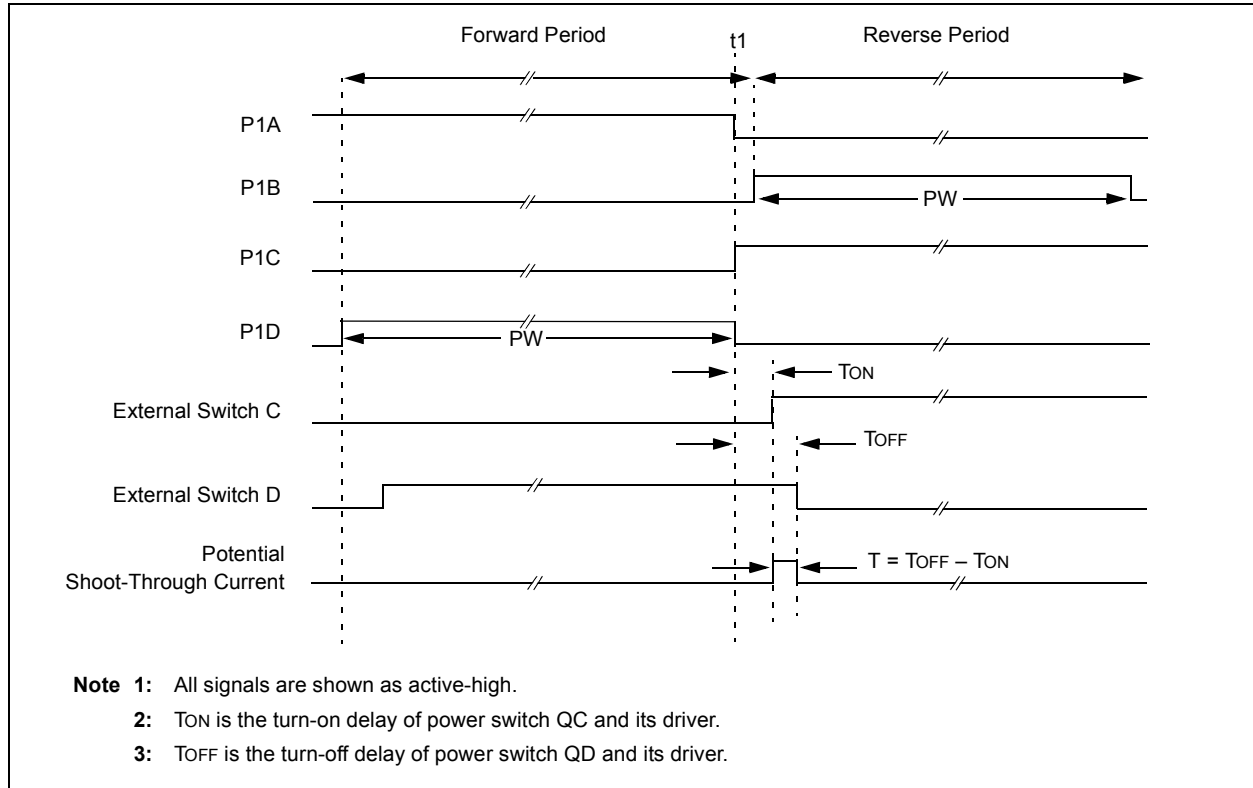 Forward Period
t1
Reverse Period
P1A
P1B
PW
P1C
P1D
PW
TON
External Switch C
TOFF
External Switch D
Potential
Shoot-Through Current
T = TOFF – TON
Note 1: All signals are shown as active-high.
2: TON is the turn-on delay of power switch QC and its driver.
3: TOFF is the turn-off delay of power switch QD and its driver.